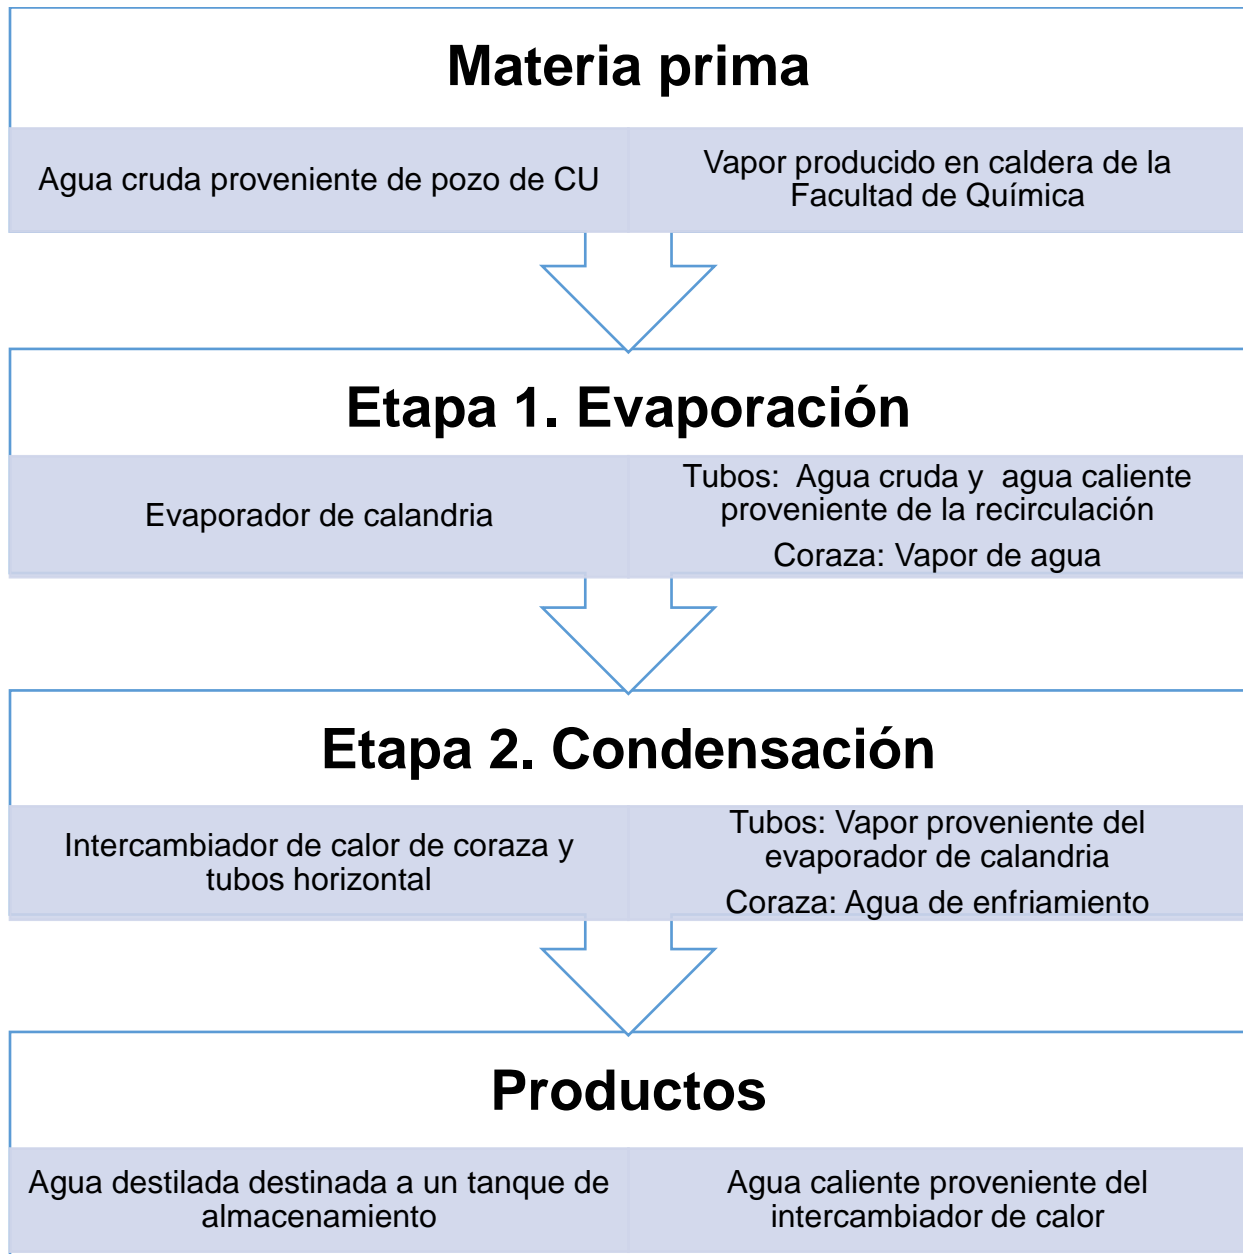 Materia prima
Agua cruda proveniente de pozo de CU
Vapor producido en caldera de la
Facultad de Química
Etapa 1. Evaporación
Evaporador de calandria
Tubos: Agua cruda y agua caliente
proveniente de la recirculación
Coraza: Vapor de agua
Etapa 2. Condensación
Intercambiador de calor de coraza y
tubos horizontal
Tubos: Vapor proveniente del
evaporador de calandria
Coraza: Agua de enfriamiento
Productos
Agua destilada destinada a un tanque de
almacenamiento
Agua caliente proveniente del
intercambiador de calor